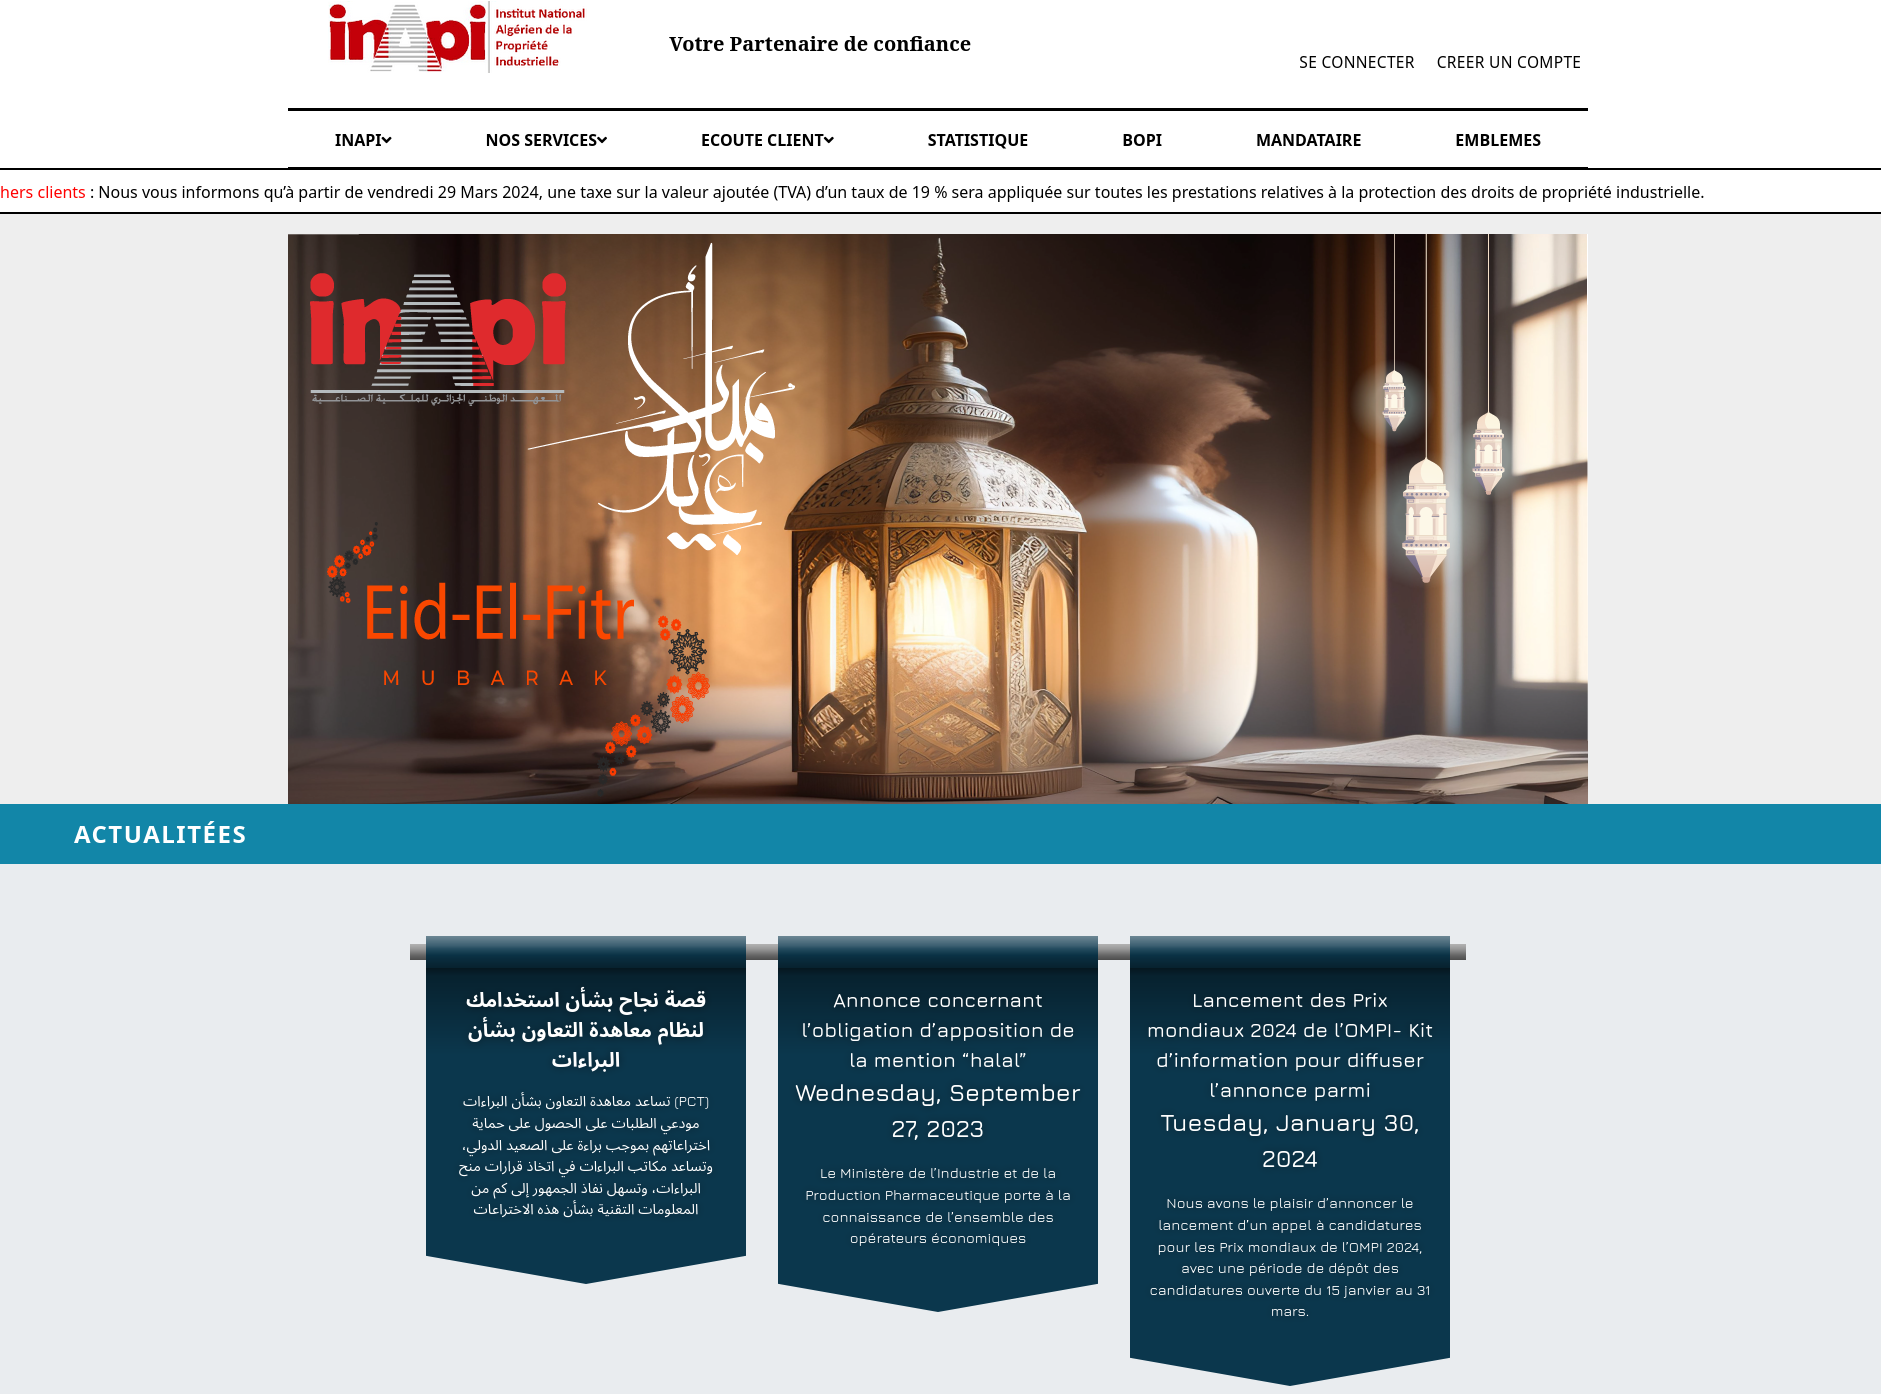 inapi
Institut National
Algérien de la
Propriété
Industrielle
Votre Partenaire de confiance
SE CONNECTER
CREER UN COMPTE
INAPI
NOS SERVICES
ECOUTE CLIENT
STATISTIQUE
BOPI
MANDATAIRE
EMBLEMES
hers clients : Nous vous informons qu’à partir de vendredi 29 Mars 2024, une taxe sur la valeur ajoutée (TVA) d’un taux de 19 % sera appliquée sur toutes les prestations relatives à la protection des droits de propriété industrielle.
inapi
المعهد الوطني الجزائري للملكية الصناعية
عيد
مبارك
Eid-El-Fitr
MUBARAK
ACTUALITÉES
قصة نجاح بشأن استخدامك
لنظام معاهدة التعاون بشأن
البراءات
(PCT) تساعد معاهدة التعاون بشأن البراءات
مودعي الطلبات على الحصول على حماية
اختراعاتهم بموجب براءة على الصعيد الدولي،
وتساعد مكاتب البراءات في اتخاذ قرارات منح
البراءات، وتسهل نفاذ الجمهور إلى كم من
المعلومات التقنية بشأن هذه الاختراعات
Annonce concernant
l’obligation d’apposition de
la mention “halal”
Wednesday, September
27, 2023
Le Ministère de l’Industrie et de la
Production Pharmaceutique porte à la
connaissance de l’ensemble des
opérateurs économiques
Lancement des Prix
mondiaux 2024 de l’OMPI- Kit
d’information pour diffuser
l’annonce parmi
Tuesday, January 30,
2024
Nous avons le plaisir d’annoncer le
lancement d’un appel à candidatures
pour les Prix mondiaux de l’OMPI 2024,
avec une période de dépôt des
candidatures ouverte du 15 janvier au 31
mars.